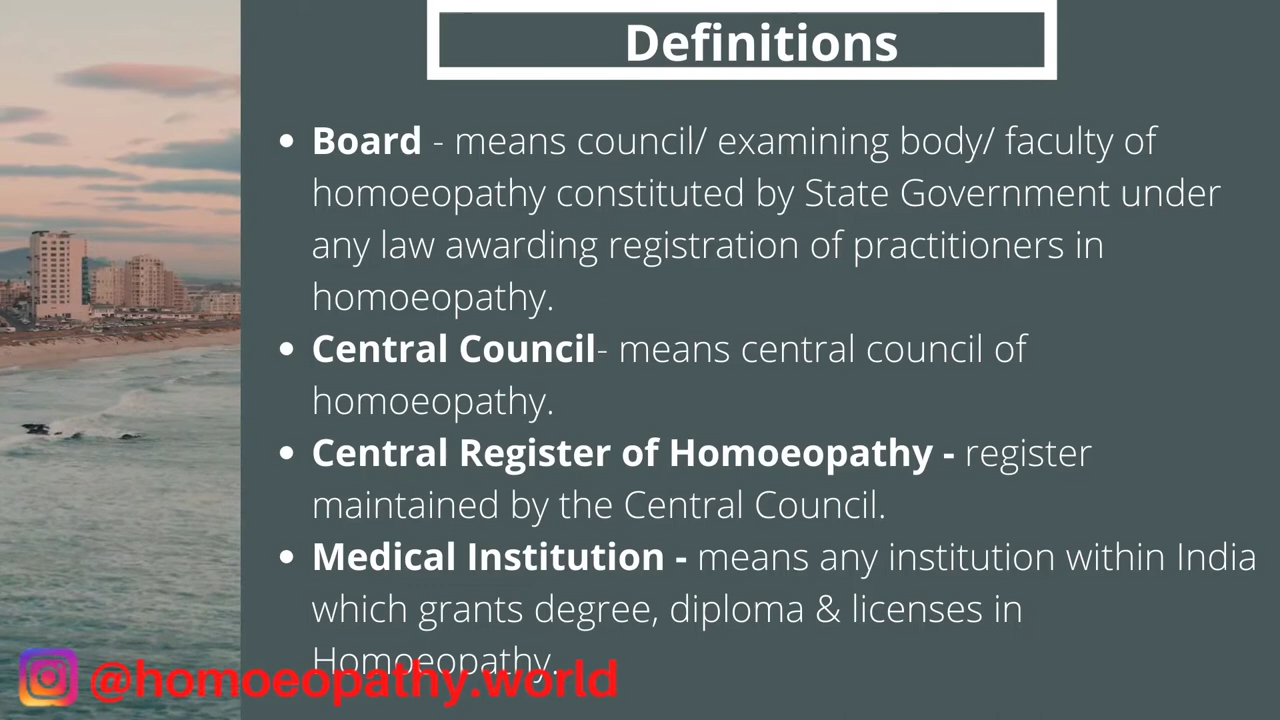 Definitions
• Board - means council/ examining body/ faculty of
homoeopathy constituted by State Government under
any law awarding registration of practitioners in
homoeopathy.
• Central Council- means central council of
homoeopathy.
• Central Register of Homoeopathy - register
maintained by the Central Council.
• Medical Institution - means any institution within India
which grants degree, diploma & licenses in
Homoeopathy.
@homoeopathy.world